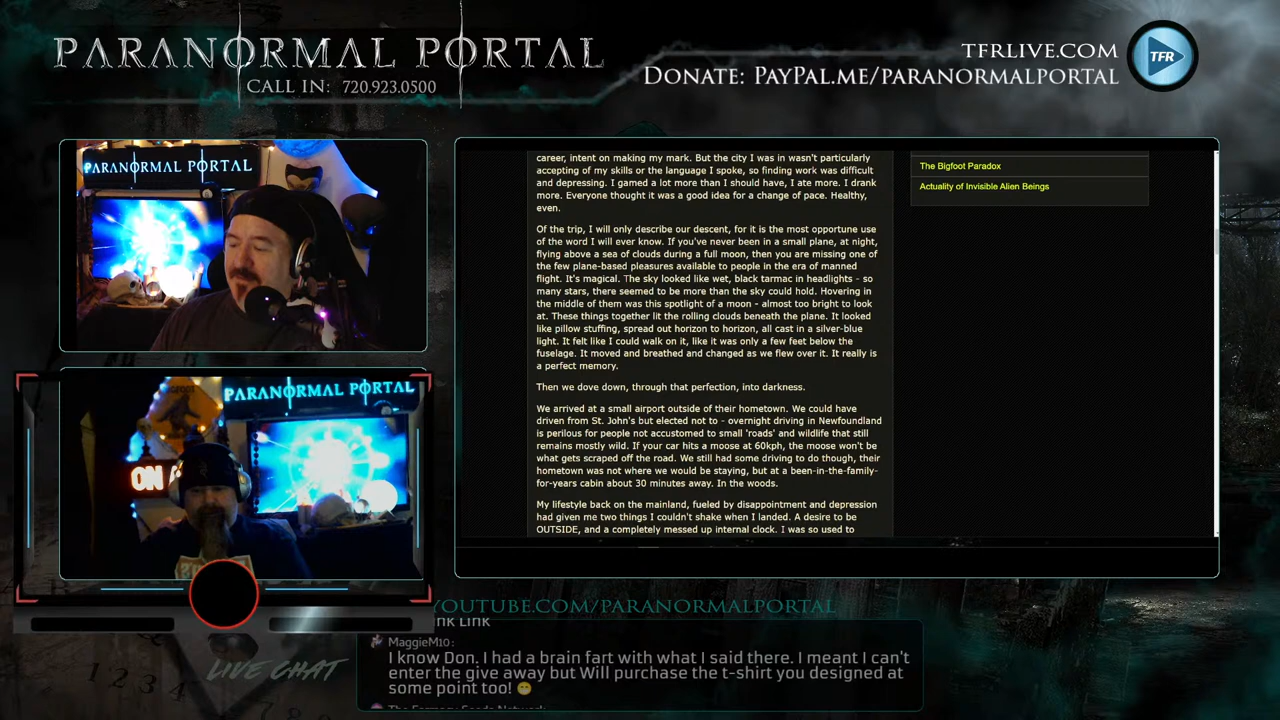 PARANORMAL PORTAL
CALL IN: 720.923.0500
TFRLIVE.COM
DONATE: PAYPAL.ME/PARANORMALPORTAL
TFR
PARANORMAL PORTAL
PARANORMAL PORTAL
ON
career, intent on making my mark. But the city I was in wasn't particularly
accepting of my skills or the language I spoke, so finding work was difficult
and depressing. I gamed a lot more than I should have, I ate more. I drank
more. Everyone thought it was a good idea for a change of pace. Healthy,
even.
Of the trip, I will only describe our descent, for it is the most opportune use
of the word I will ever know. If you've never been in a small plane, at night,
flying above a sea of clouds during a full moon, then you are missing one of
the few plane-based pleasures available to people in the era of manned
flight. It's magical. The sky looked like wet, black tarmac in headlights - so
many stars, there seemed to be more than the sky could hold. Hovering in
the middle of them was this spotlight of a moon - almost too bright to look
at. These things together lit the rolling clouds beneath the plane. It looked
like pillow stuffing, spread out horizon to horizon, all cast in a silver-blue
light. It felt like I could walk on it, like it was only a few feet below the
fuselage. It moved and breathed and changed as we flew over it. It really is
a perfect memory.
Then we dove down, through that perfection, into darkness.
We arrived at a small airport outside of their hometown. We could have
driven from St. John's but elected not to - overnight driving in Newfoundland
is perilous for people not accustomed to small 'roads' and wildlife that still
remains mostly wild. If your car hits a moose at 60kph, the moose won't be
what gets scraped off the road. We still had some driving to do though, their
hometown was not where we would be staying, but at a been-in-the-family-
for-years cabin about 30 minutes away. In the woods.
My lifestyle back on the mainland, fueled by disappointment and depression
had given me two things I couldn't shake when I landed. A desire to be
OUTSIDE, and a completely messed up internal clock. I was so used to
The Bigfoot Paradox
Actuality of Invisible Alien Beings
YOUTUBE.COM/PARANORMALPORTAL
LIVE CHAT
Link
MaggieM10:
I know Don. I had a brain fart with what I said there. I meant I can't
enter the give away but Will purchase the t-shirt you designed at
some point too! 😁